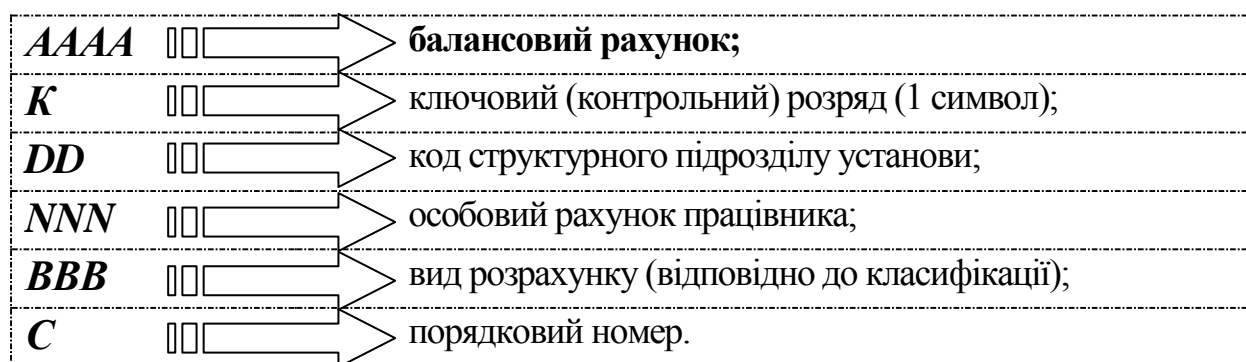 AAAA балансовий рахунок;
К ключовий (контрольний) розряд (1 символ);
DD код структурного підрозділу установи;
NNN особовий рахунок працівника;
BBB вид розрахунку (відповідно до класифікації);
C порядковий номер.